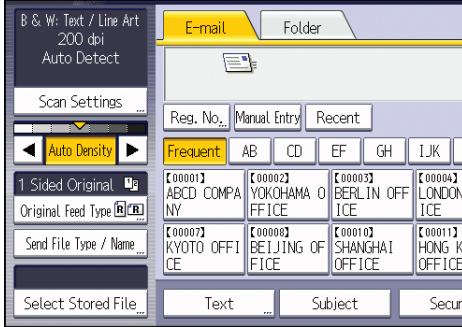 B & W: Text / Line Art
200 dpi
Auto Detect
Scan Settings
Auto Density
1 Sided Original
Original Feed Type
Send File Type / Name
Select Stored File
E-mail
Folder
Reg. No.
Manual Entry
Recent
Frequent
AB
CD
EF
GH
IJK
【00001】
ABCD COMPA
NY
【00002】
YOKOHAMA O
FFICE
【00003】
BERLIN OFF
ICE
【00004】
LONDON
ICE
【00007】
KYOTO OFFI
CE
【00008】
BEIJING OF
FICE
【00010】
SHANGHAI
OFFICE
【00011】
HONG K
OFFICE
Text
Subject
Secur